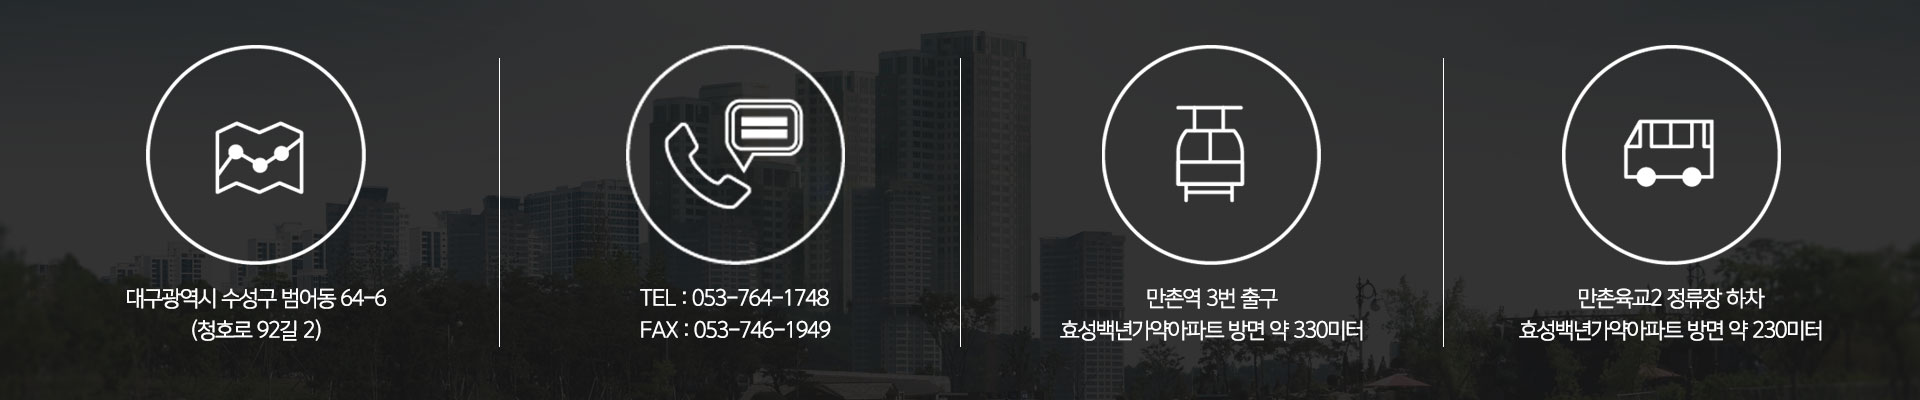 대구광역시 수성구 범어동 64-6
(청호로 92길 2)
TEL : 053-764-1748
FAX : 053-746-1949
만촌역 3번 출구
효성백년가약아파트 방면 약 330미터
만촌육교2 정류장 하차
효성백년가약아파트 방면 약 230미터